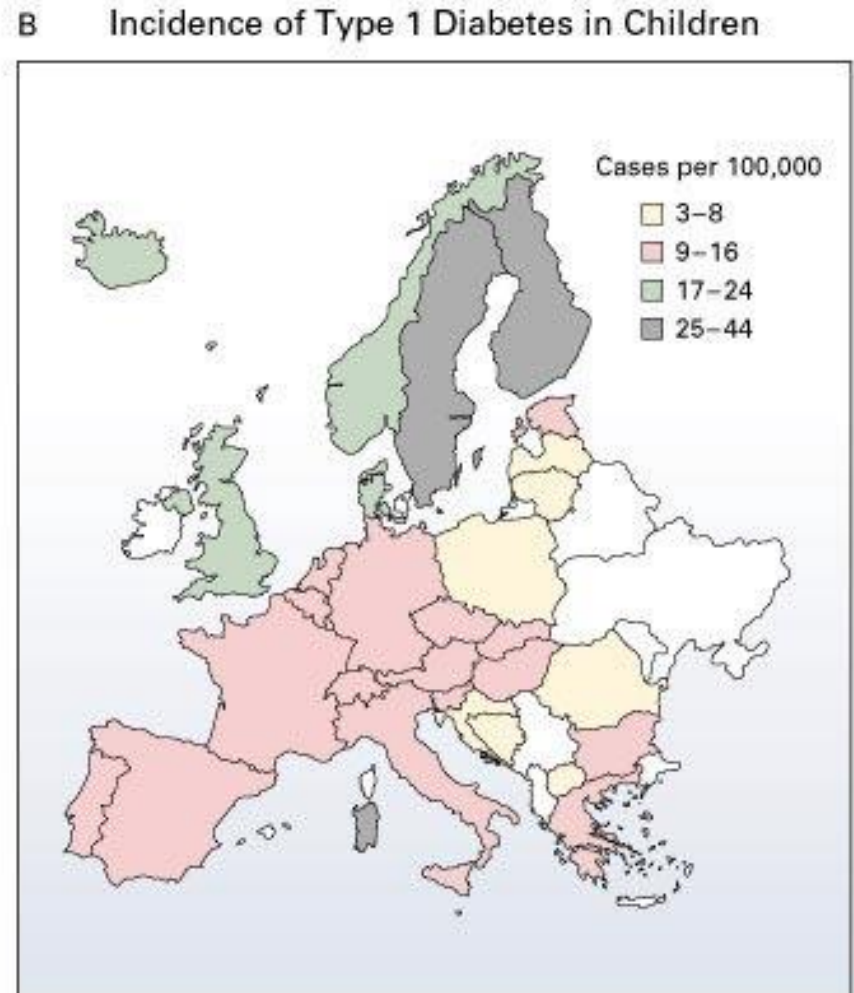 B Incidence of Type 1 Diabetes in Children
Cases per 100,000
3–8
9–16
17–24
25–44